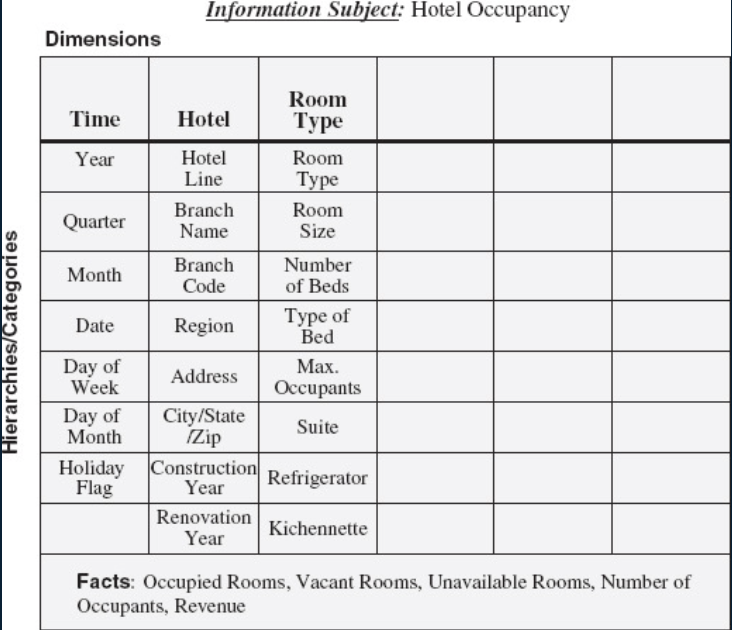 Information Subject: Hotel Occupancy
Dimensions
Hierarchies/Categories
Time
Hotel
Room
Type
Year
Hotel
Line
Room
Type
Quarter
Branch
Name
Room
Size
Month
Branch
Code
Number
of Beds
Date
Region
Type of
Bed
Day of
Week
Address
Max.
Occupants
Day of
Month
City/State
/Zip
Suite
Holiday
Flag
Construction
Year
Refrigerator
Renovation
Year
Kichennette
Facts: Occupied Rooms, Vacant Rooms, Unavailable Rooms, Number of
Occupants, Revenue